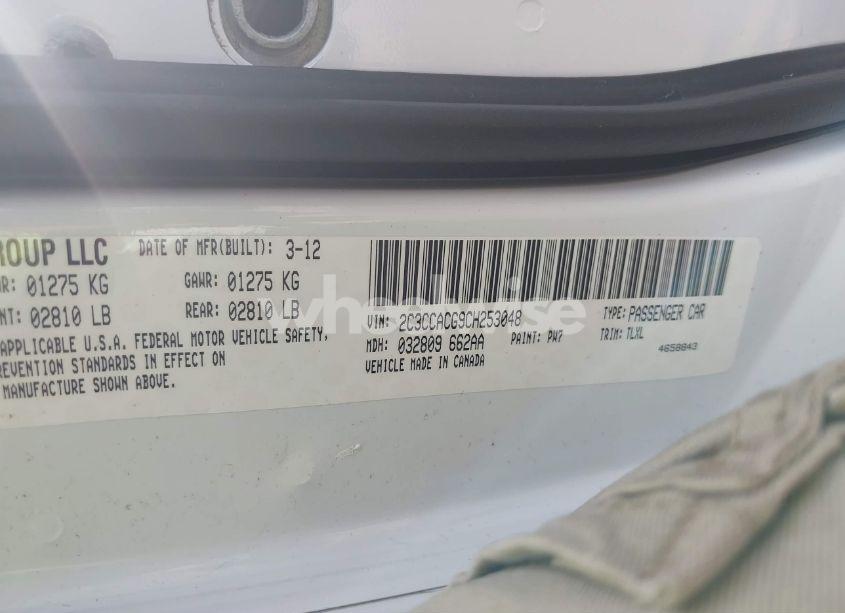 ROUP LLC DATE OF MFR(BUILT): 3-12
R: 01275 KG GAWR: 01275 KG
NT: 02810 LB REAR: 02810 LB
APPLICABLE U.S.A. FEDERAL MOTOR VEHICLE SAFETY,
EVENTION STANDARDS IN EFFECT ON
MANUFACTURE SHOWN ABOVE.
VIN: 2C3CCACG9CH253048 TYPE: PASSENGER CAR
MDH: 032809 662AA PAINT: PW7 TRIM: TLXL
VEHICLE MADE IN CANADA 4658843
wheelwise